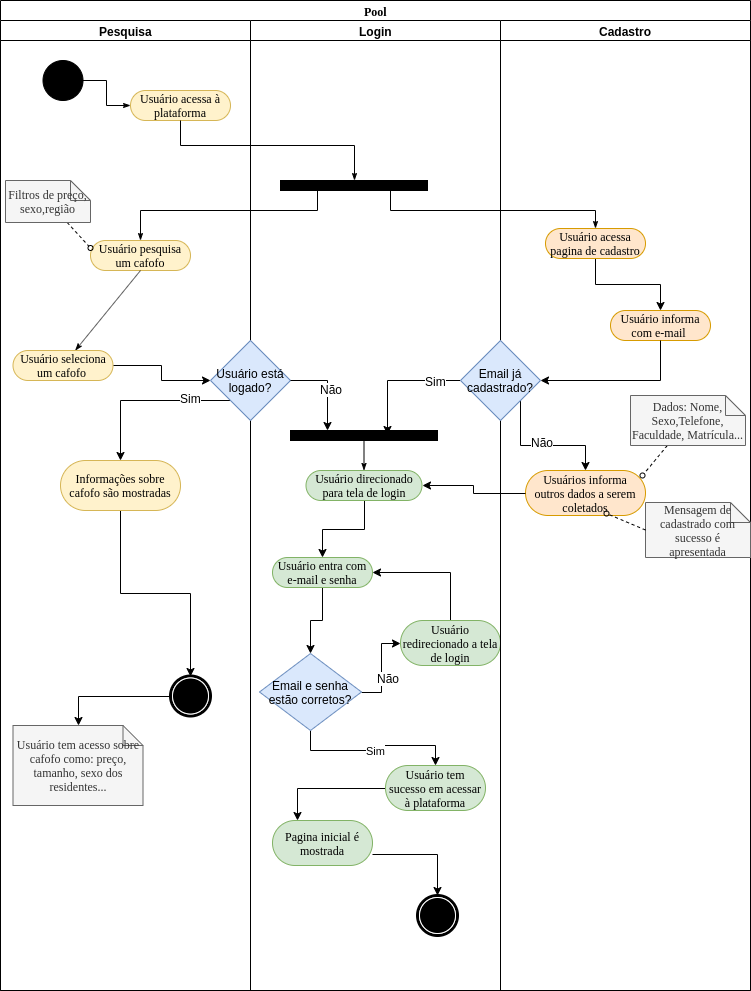 Pool
Pesquisa
Login
Cadastro
Usuário acessa à
plataforma
Filtros de preço,
sexo,região
Usuário pesquisa
um cafofo
Usuário acessa
pagina de cadastro
Usuário informa
com e-mail
Usuário seleciona
um cafofo
Usuário está
logado?
Email já
cadastrado?
Sim
Não
Sim
Não
Dados: Nome,
Sexo,Telefone,
Faculdade, Matrícula...
Informações sobre
cafofo são mostradas
Usuário direcionado
para tela de login
Usuários informa
outros dados a serem
coletados
Mensagem de
cadastrado com
sucesso é
apresentada
Usuário entra com
e-mail e senha
Usuário
redirecionado a tela
de login
Email e senha
estão corretos?
Não
Sim
Usuário tem acesso sobre
cafofo como: preço,
tamanho, sexo dos
residentes...
Usuário tem
sucesso em acessar
à plataforma
Pagina inicial é
mostrada